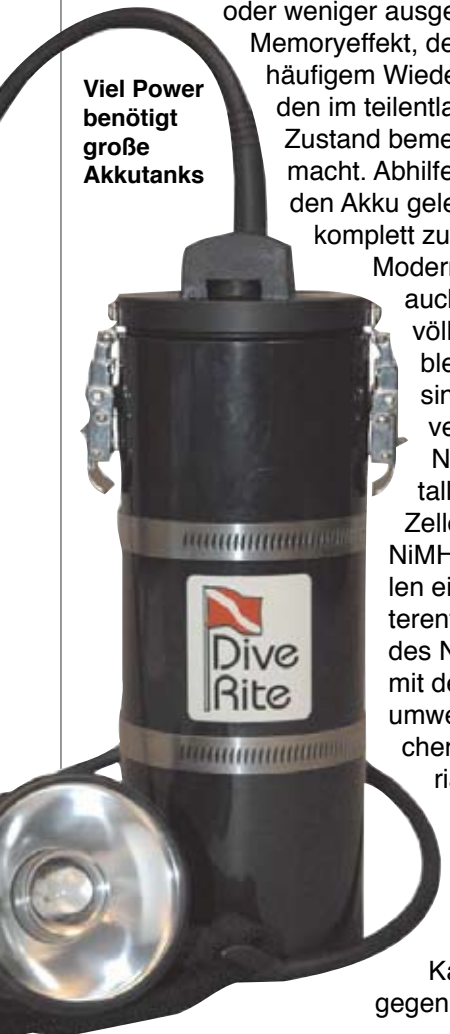 Viel Power
benötigt
große
Akkutanks
oder weniger ausge
Memoryeffekt, de
häufigem Wiede
den im teilentla
Zustand beme
macht. Abhilfe
den Akku gele
komplett zu
Modern
auch
völl
ble
sin
ve
N
tall
Zelle
NiMH
len ei
terent
des N
mit de
umwe
cher
ria
Ka
gegen
Dive
Rite